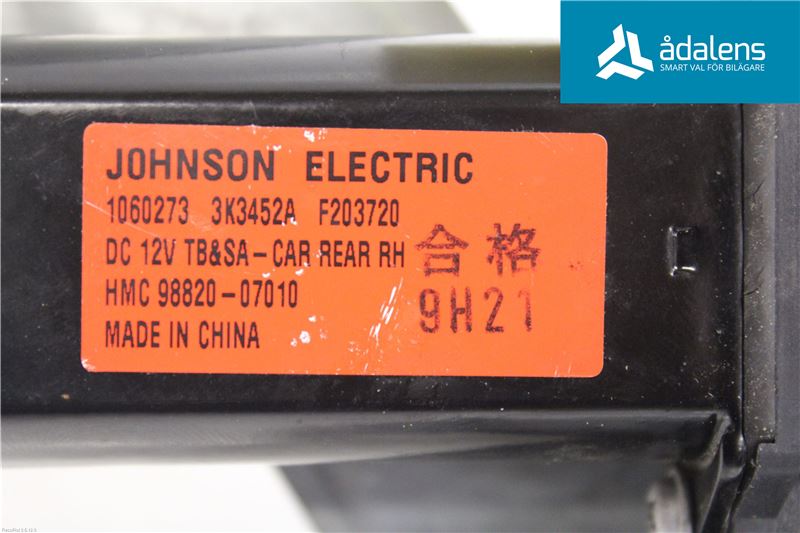 ådalens
SMART VAL FÖR BILÄGARE
JOHNSON ELECTRIC
1060273 3K3452A F203720
DC 12V TB&SA-CAR REAR RH
HMC 98820-07010
MADE IN CHINA
合格
9H21